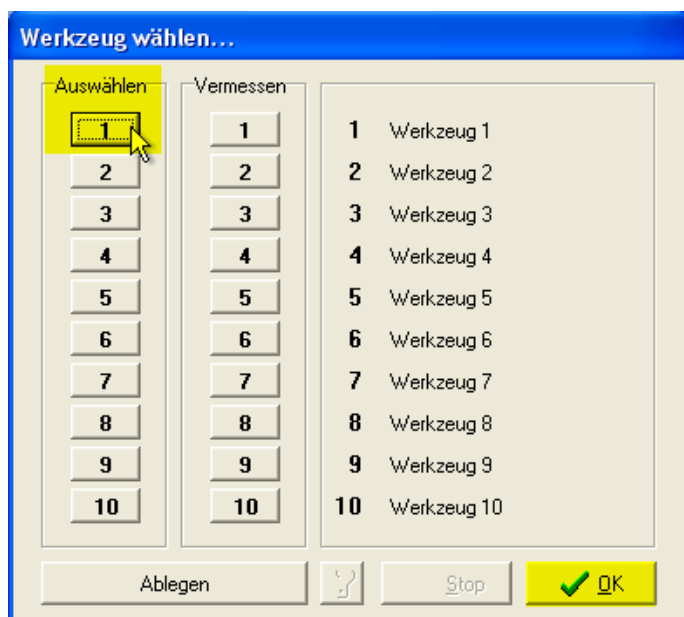 Werkzeug wählen...
Auswählen Vermessen
1 1 1 Werkzeug 1
2 2 2 Werkzeug 2
3 3 3 Werkzeug 3
4 4 4 Werkzeug 4
5 5 5 Werkzeug 5
6 6 6 Werkzeug 6
7 7 7 Werkzeug 7
8 8 8 Werkzeug 8
9 9 9 Werkzeug 9
10 10 10 Werkzeug 10
Ablegen Stop OK